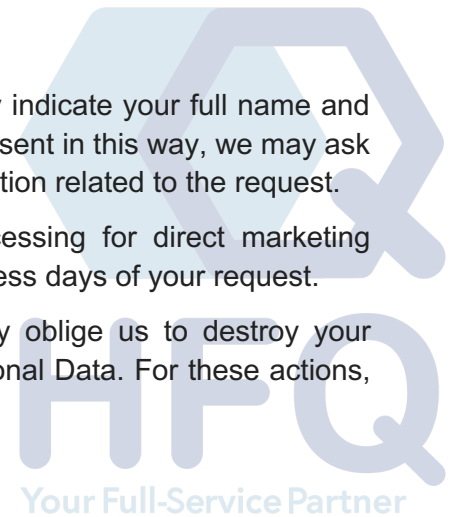 y indicate your full name and
sent in this way, we may ask
tion related to the request.
cessing for direct marketing
ess days of your request.
y oblige us to destroy your
onal Data. For these actions,
HFQ
Your Full-Service Partner